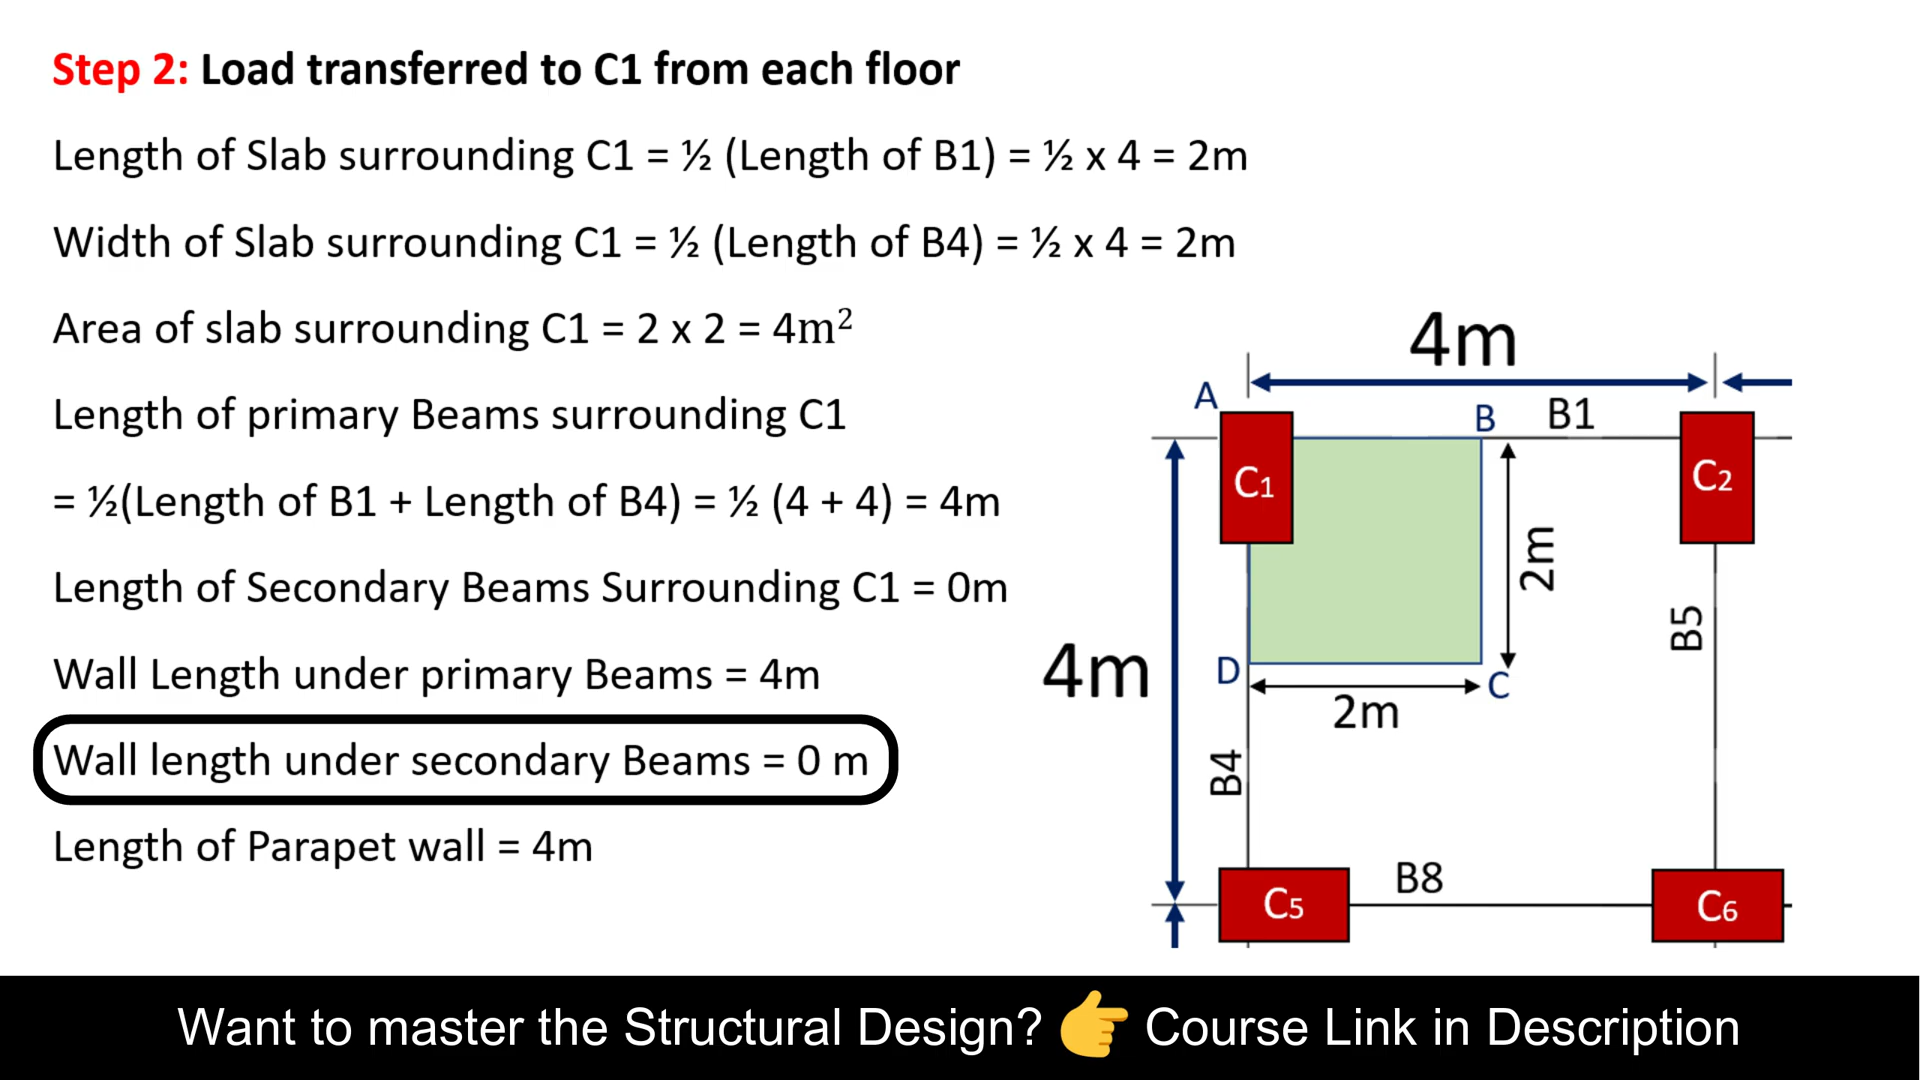 Step 2: Load transferred to C1 from each floor
Length of Slab surrounding C1 = ½ (Length of B1) = ½ x 4 = 2m
Width of Slab surrounding C1 = ½ (Length of B4) = ½ x 4 = 2m
Area of slab surrounding C1 = 2 x 2 = 4m²
Length of primary Beams surrounding C1
= ½(Length of B1 + Length of B4) = ½ (4 + 4) = 4m
Length of Secondary Beams Surrounding C1 = 0m
Wall Length under primary Beams = 4m
Wall length under secondary Beams = 0 m
Length of Parapet wall = 4m
4m
A
B
B1
C1
C2
2m
B5
4m
D
C
2m
B4
B8
C5
C6
Want to master the Structural Design? 👉 Course Link in Description